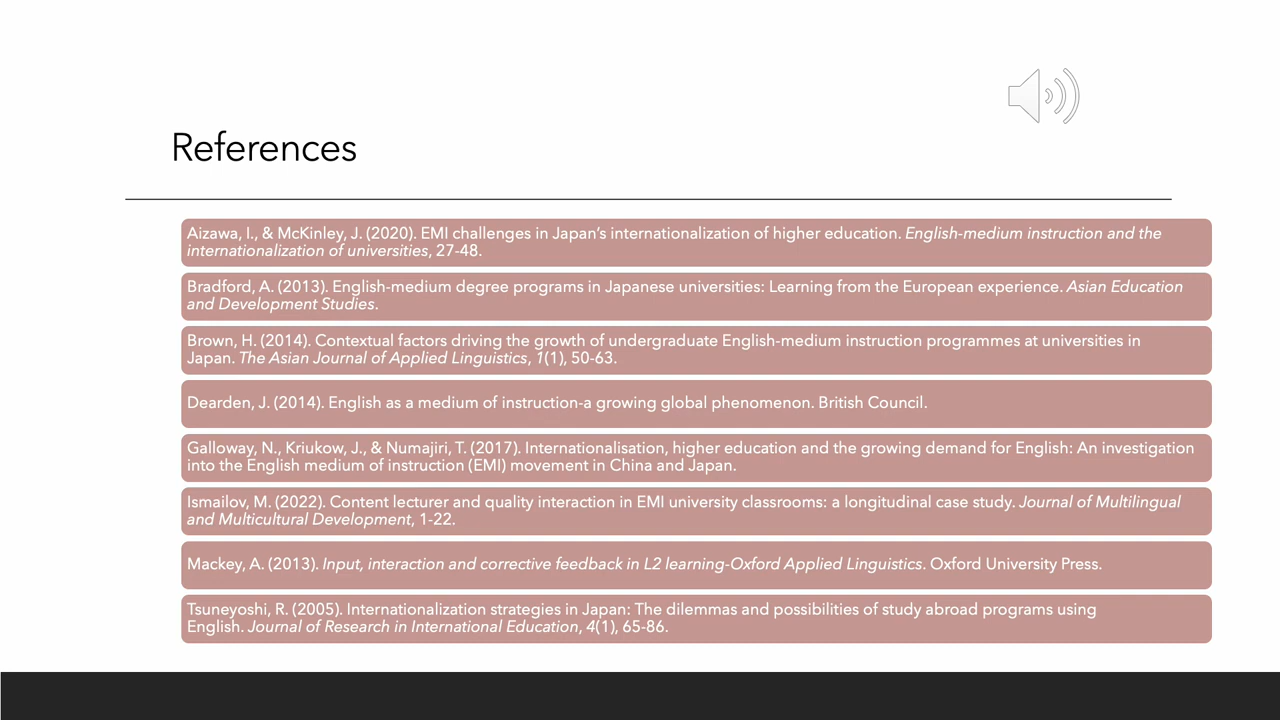 References
Aizawa, I., & McKinley, J. (2020). EMI challenges in Japan’s internationalization of higher education. English-medium instruction and the
internationalization of universities, 27-48.
Bradford, A. (2013). English-medium degree programs in Japanese universities: Learning from the European experience. Asian Education
and Development Studies.
Brown, H. (2014). Contextual factors driving the growth of undergraduate English-medium instruction programmes at universities in
Japan. The Asian Journal of Applied Linguistics, 1(1), 50-63.
Dearden, J. (2014). English as a medium of instruction-a growing global phenomenon. British Council.
Galloway, N., Kriukow, J., & Numajiri, T. (2017). Internationalisation, higher education and the growing demand for English: An investigation
into the English medium of instruction (EMI) movement in China and Japan.
Ismailov, M. (2022). Content lecturer and quality interaction in EMI university classrooms: a longitudinal case study. Journal of Multilingual
and Multicultural Development, 1-22.
Mackey, A. (2013). Input, interaction and corrective feedback in L2 learning-Oxford Applied Linguistics. Oxford University Press.
Tsuneyoshi, R. (2005). Internationalization strategies in Japan: The dilemmas and possibilities of study abroad programs using
English. Journal of Research in International Education, 4(1), 65-86.